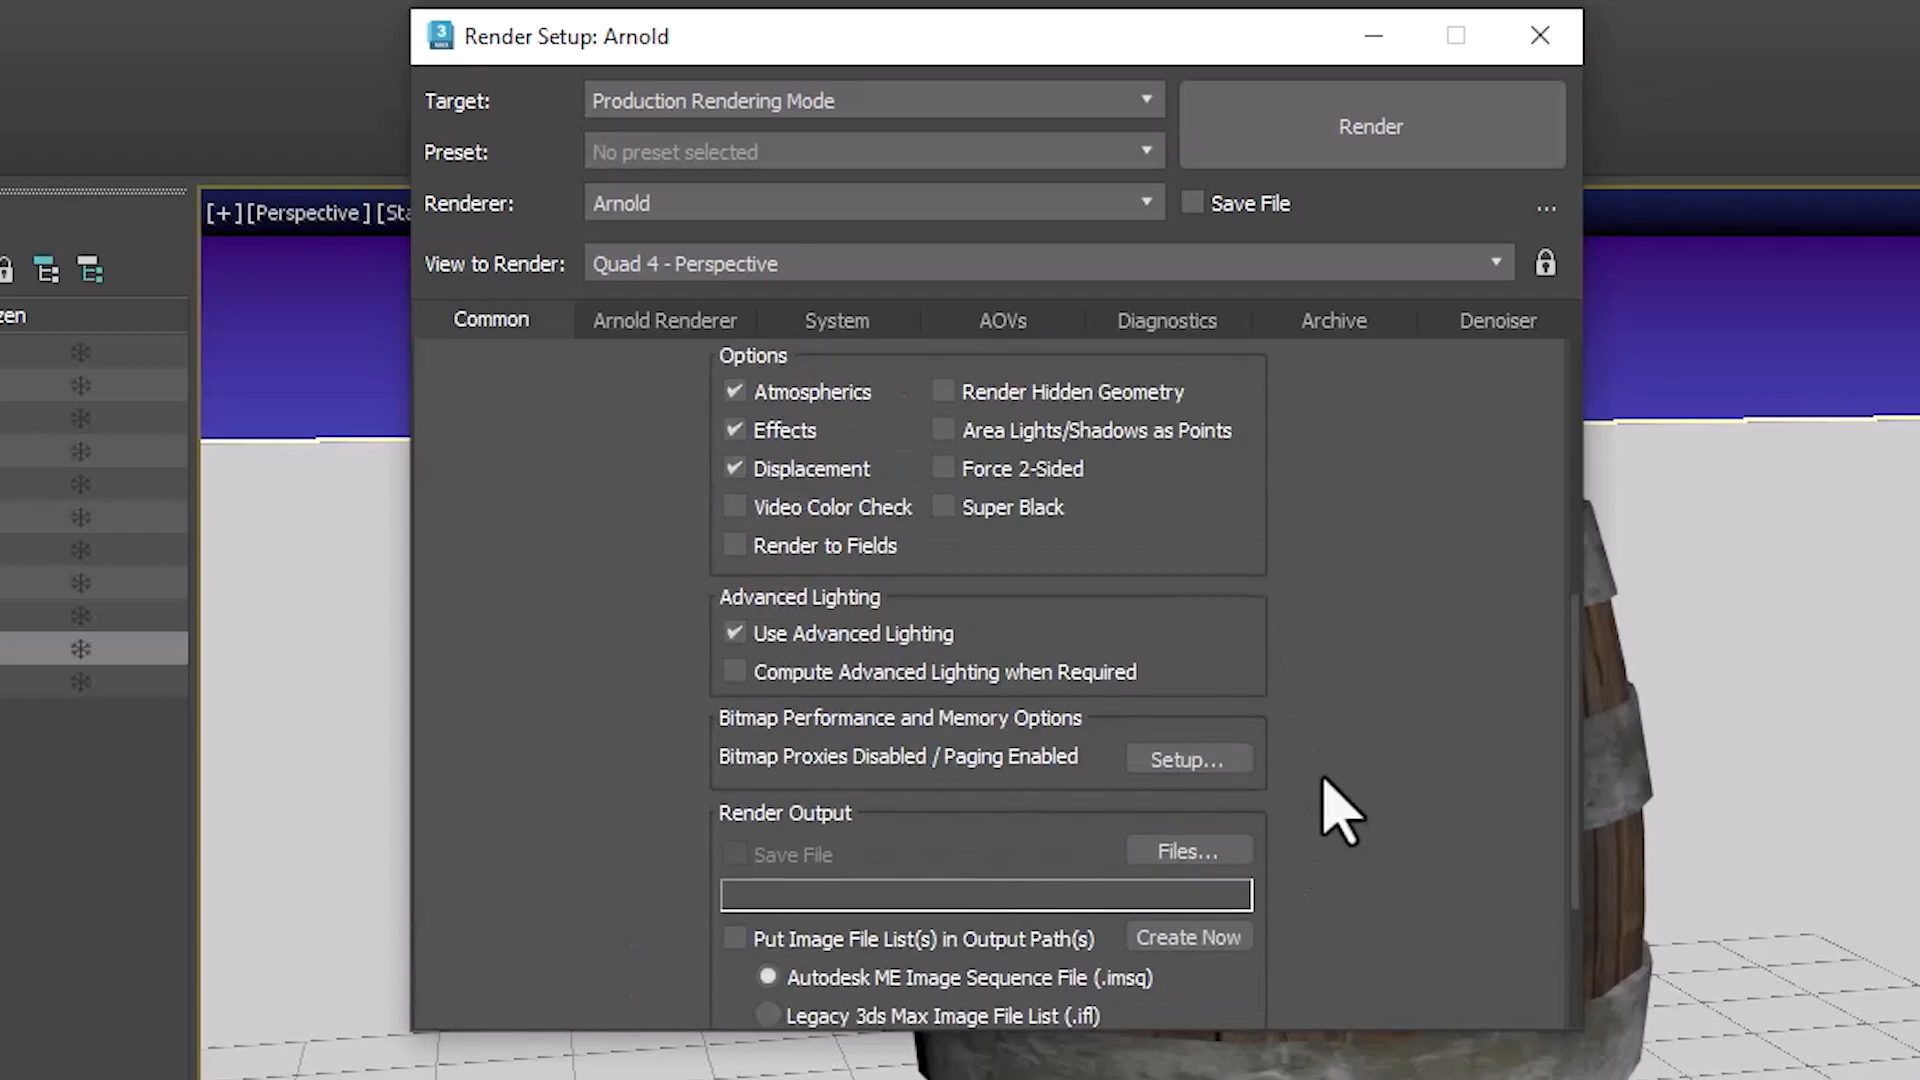 3
MAX
Render Setup: Arnold
Target:
Production Rendering Mode
Render
Preset:
No preset selected
Renderer:
Arnold
Save File
...
[+] [Perspective ] [Sta
View to Render:
Quad 4 - Perspective
zen
Common
Arnold Renderer
System
AOVs
Diagnostics
Archive
Denoiser
Options
Atmospherics
Render Hidden Geometry
Effects
Area Lights/Shadows as Points
Displacement
Force 2-Sided
Video Color Check
Super Black
Render to Fields
Advanced Lighting
Use Advanced Lighting
Compute Advanced Lighting when Required
Bitmap Performance and Memory Options
Bitmap Proxies Disabled / Paging Enabled
Setup...
Render Output
Save File
Files...
Put Image File List(s) in Output Path(s)
Create Now
Autodesk ME Image Sequence File (.imsq)
Legacy 3ds Max Image File List (.ifl)